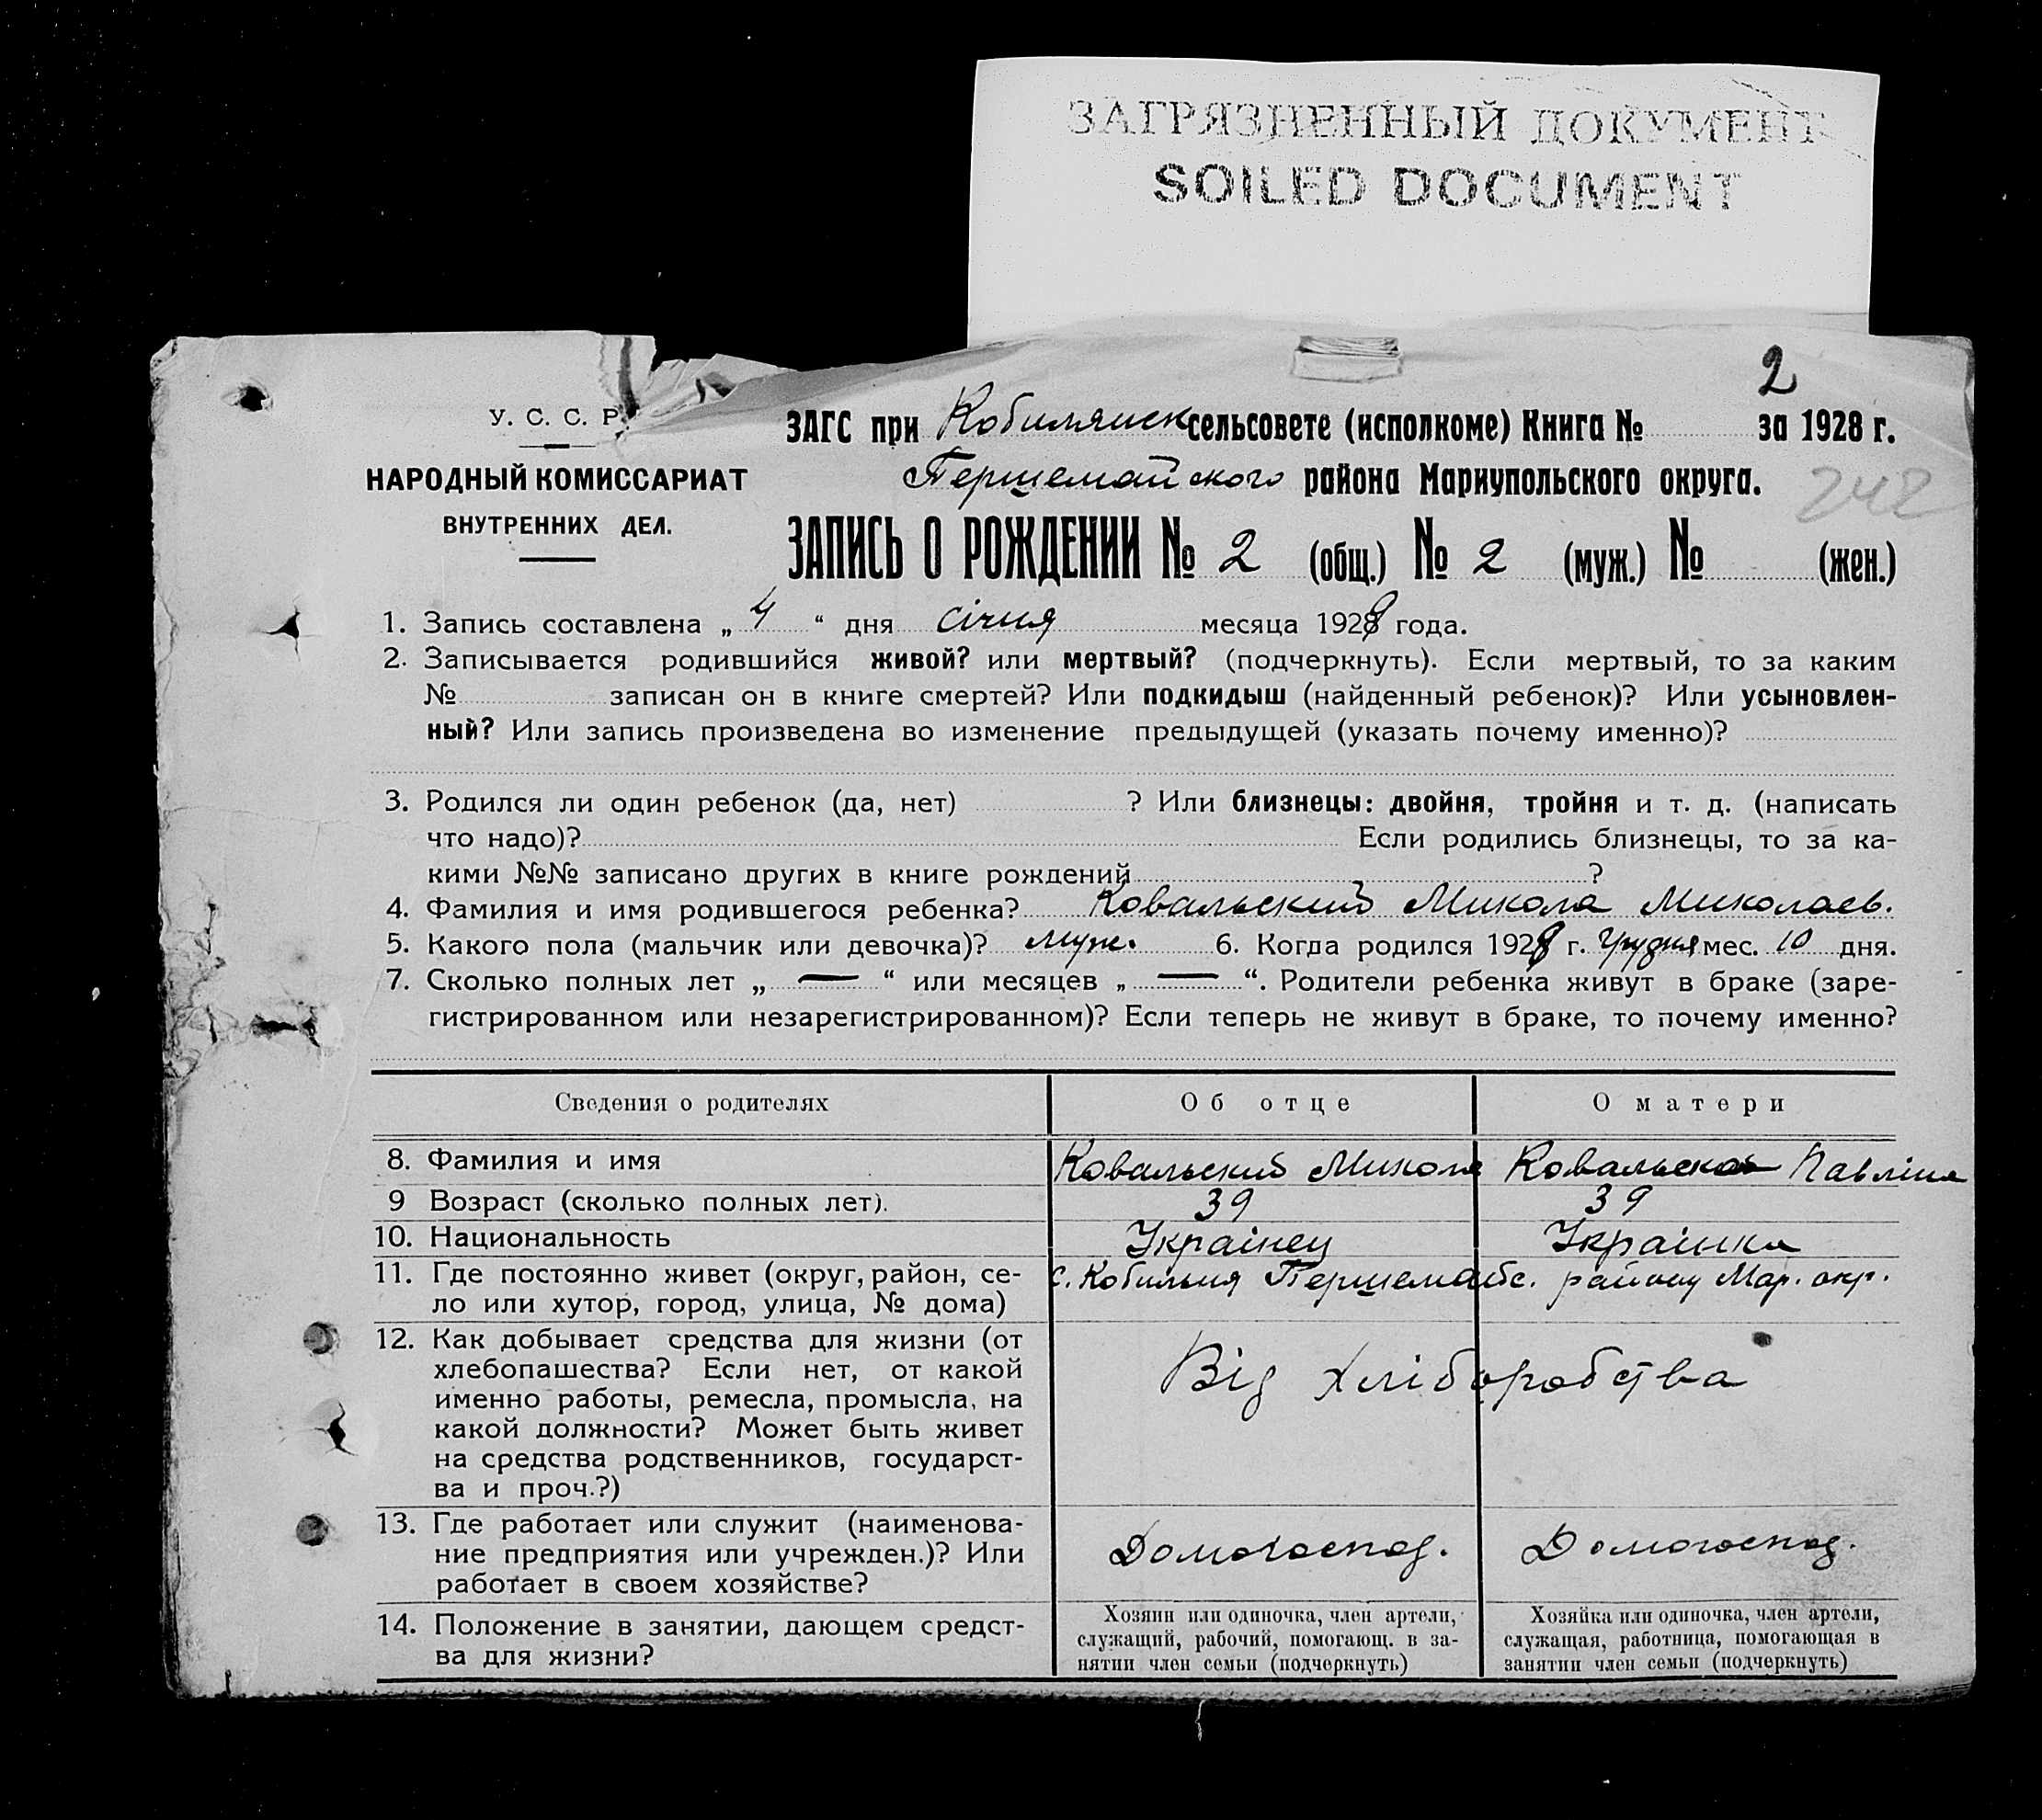 ЗАГРЯЗНЕННЫЙ ДОКУМЕНТ
SOILED DOCUMENT
2
У. С. С. Р.
НАРОДНЫЙ КОМИССАРИАТ
ВНУТРЕННИХ ДЕЛ.
ЗАГС при Кобилянск сельсовете (исполкоме) Книга № за 1928 г.
Першемайского района Мариупольского округа.
242
ЗАПИСЬ О РОЖДЕНИИ № 2 (общ.) № 2 (муж.) № (жен.)
1. Запись составлена „ 4 “ дня січня месяца 1928 года.
2. Записывается родившийся живой? или мертвый? (подчеркнуть). Если мертвый, то за каким
№ записан он в книге смертей? Или подкидыш (найденный ребенок)? Или усыновлен-
ный? Или запись произведена во изменение предыдущей (указать почему именно)?
3. Родился ли один ребенок (да, нет) ? Или близнецы: двойня, тройня и т. д. (написать
что надо)? Если родились близнецы, то за ка-
кими №№ записано других в книге рождений ?
4. Фамилия и имя родившегося ребенка? Ковальский Микола Миколаев.
5. Какого пола (мальчик или девочка)? муж. 6. Когда родился 192 г. Грудня мес. 10 дня.
7. Сколько полных лет „ — “ или месяцев „ — “. Родители ребенка живут в браке (заре-
гистрированном или незарегистрированном)? Если теперь не живут в браке, то почему именно?
Сведения о родителях Об отце О матери
8. Фамилия и имя Ковальский Микола Ковальская Павліна
9 Возраст (сколько полных лет). 39 39
10. Национальность Українец Українка
11. Где постоянно живет (округ, район, се-
ло или хутор, город, улица, № дома) с. Кобильня Першемайс. району Мар. окр.
12. Как добывает средства для жизни (от
хлебопашества? Если нет, от какой
именно работы, ремесла, промысла, на
какой должности? Может быть живет
на средства родственников, государст-
ва и проч.?)
Від хліборобства
13. Где работает или служит (наименова-
ние предприятия или учрежден.)? Или
работает в своем хозяйстве?
Домогоспод. Домогоспод.
14. Положение в занятии, дающем средст-
ва для жизни?
Хозяин или одиночка, член артели,
служащий, рабочий, помогающ. в за-
нятии член семьи (подчеркнуть)
Хозяйка или одиночка, член артели,
служащая, работница, помогающая в
занятии член семьи (подчеркнуть)